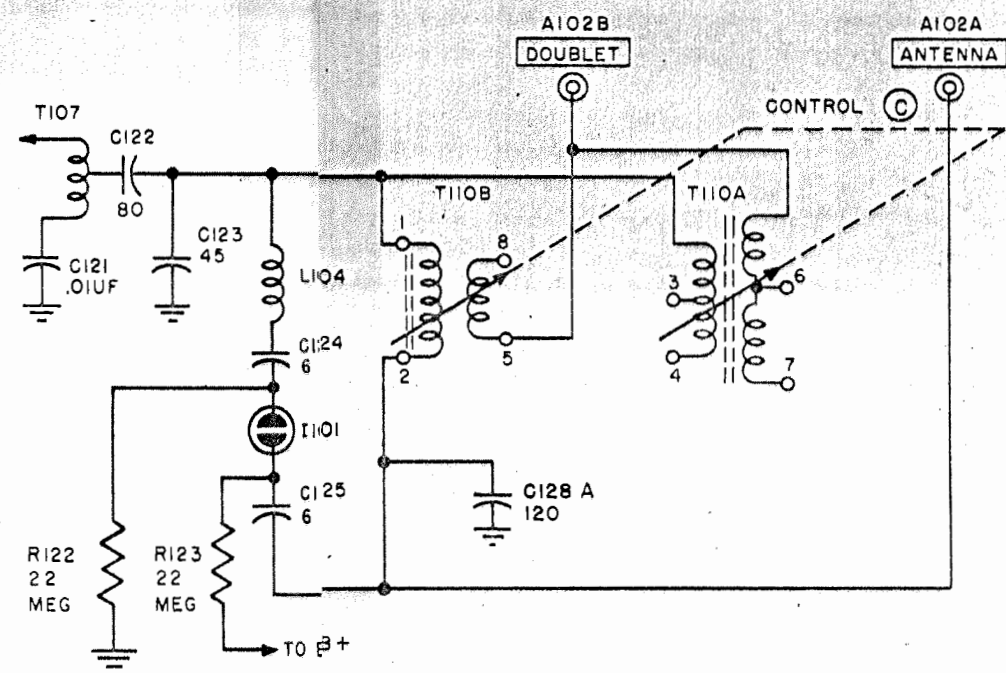 A102B
DOUBLET
A102A
ANTENNA
CONTROL C
T107
C122
80
T110B
T110A
1
8
C123
45
C121
.01UF
L104
3
6
5
2
4
7
C124
6
I101
C125
6
C128 A
120
R122
22
MEG
R123
22
MEG
TO B+